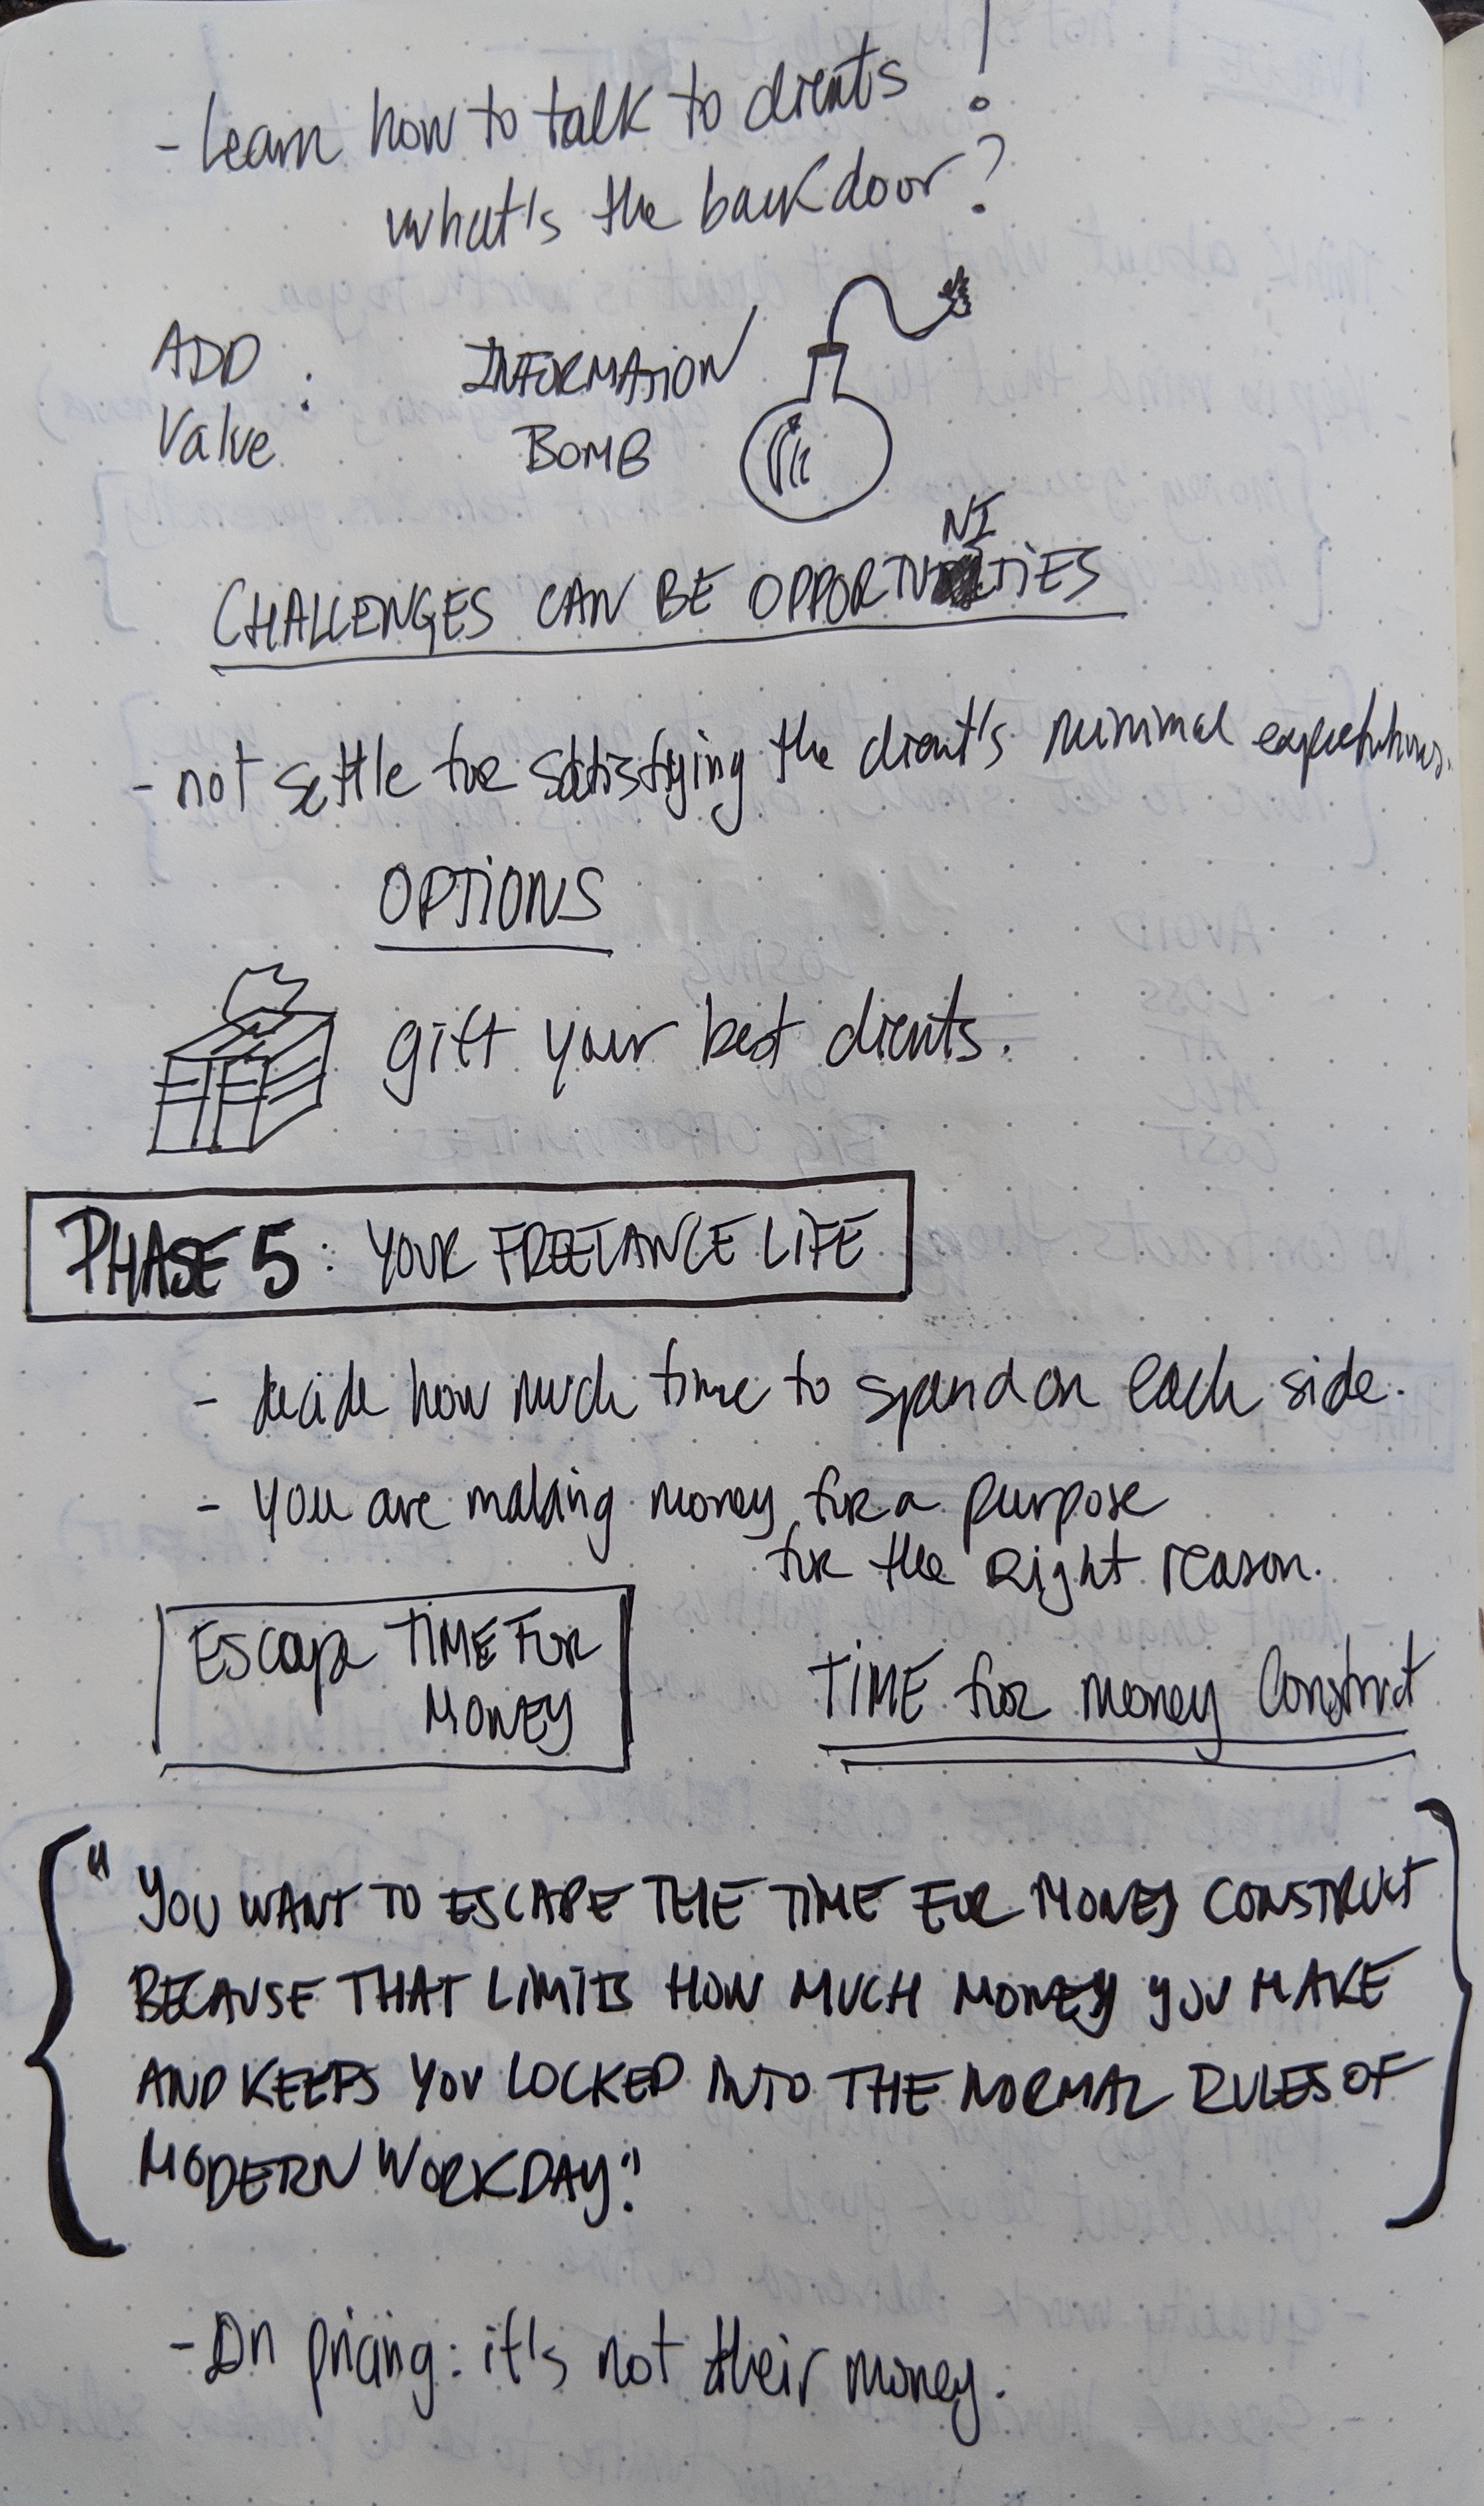 - Learn how to talk to clients !
what's the backdoor?
ADD
Value :
INFORMATION
BOMB
CHALLENGES CAN BE OPPORTUNITIES
- not settle for satisfying the client's minimal expectations.
OPTIONS
gift your best clients.
PHASE 5: YOUR FREELANCE LIFE
- decide how much time to spend on each side.
- You are making money for a purpose
for the right reason.
Escape TIME FOR
MONEY
TIME for money Construct
" YOU WANT TO ESCAPE THE TIME FOR MONEY CONSTRUCT
BECAUSE THAT LIMITS HOW MUCH MONEY YOU MAKE
AND KEEPS YOU LOCKED INTO THE NORMAL RULES OF
MODERN WORKDAY."
- On pricing: it's not their money.